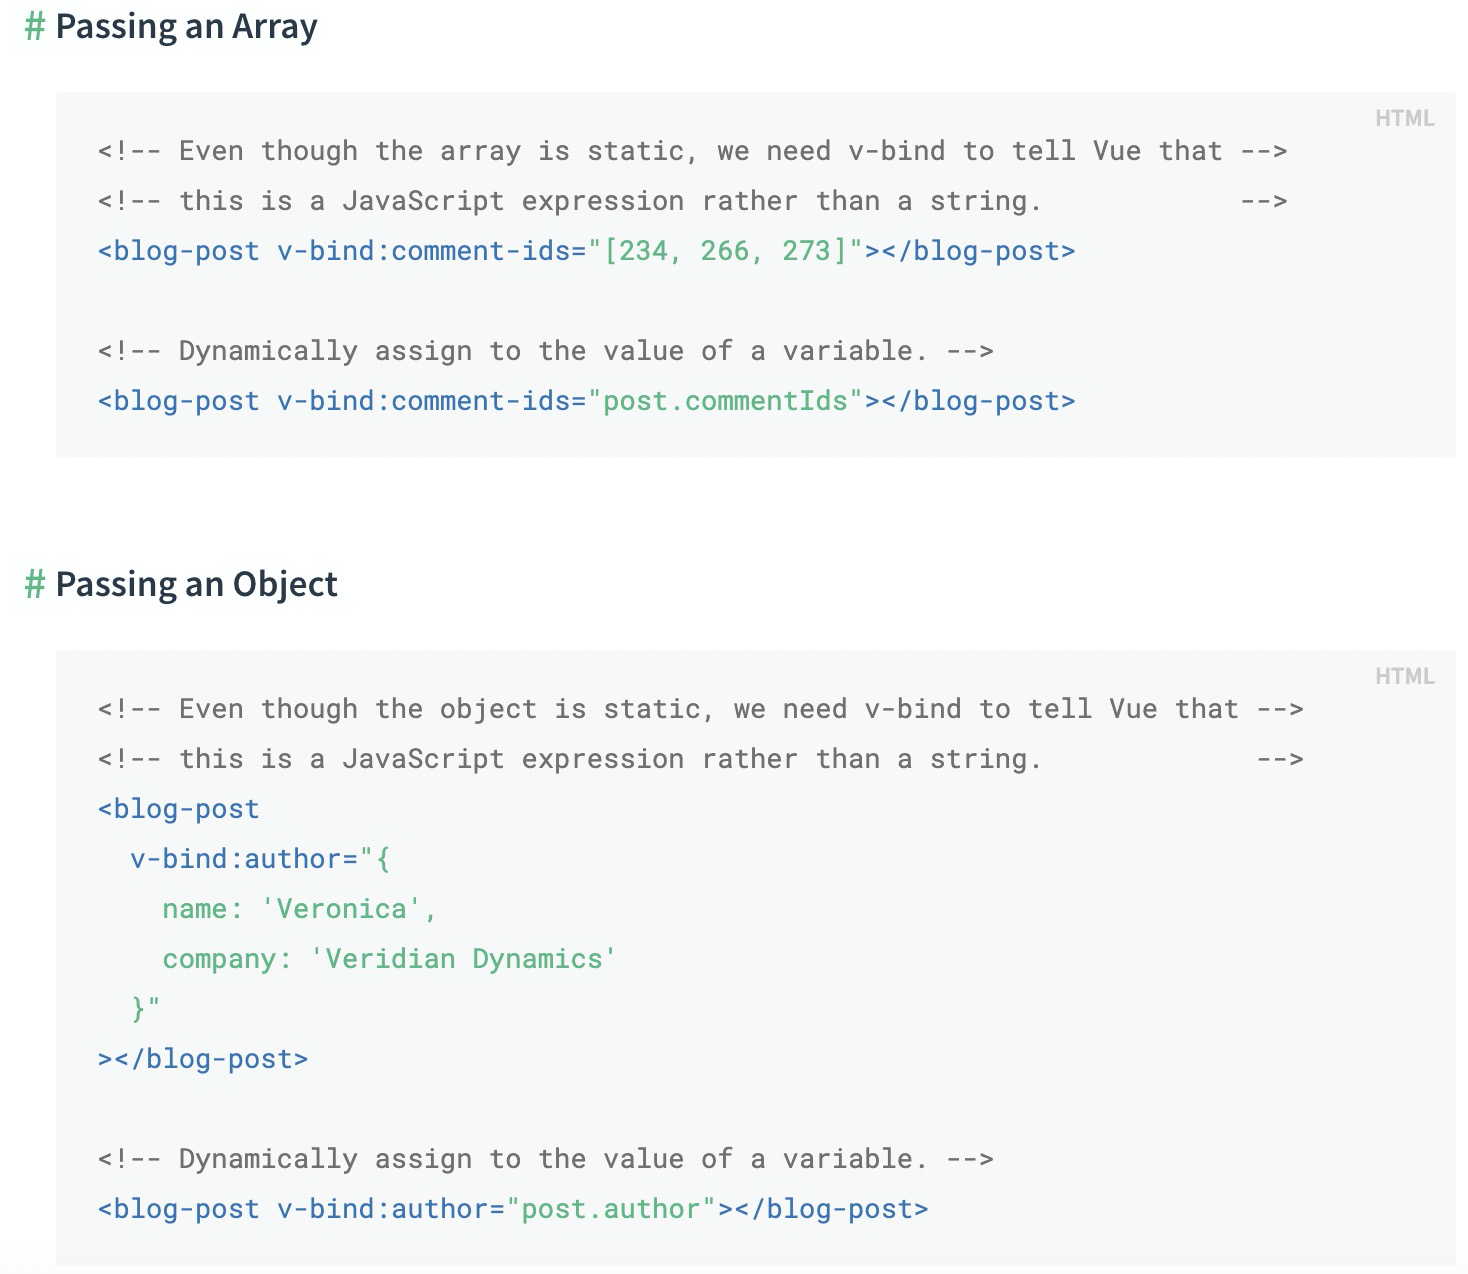 # Passing an Array
HTML
<!-- Even though the array is static, we need v-bind to tell Vue that -->
<!-- this is a JavaScript expression rather than a string.            -->
<blog-post v-bind:comment-ids="[234, 266, 273]"></blog-post>
<!-- Dynamically assign to the value of a variable. -->
<blog-post v-bind:comment-ids="post.commentIds"></blog-post>
# Passing an Object
HTML
<!-- Even though the object is static, we need v-bind to tell Vue that -->
<!-- this is a JavaScript expression rather than a string.             -->
<blog-post
  v-bind:author="{
    name: 'Veronica',
    company: 'Veridian Dynamics'
  }"
></blog-post>
<!-- Dynamically assign to the value of a variable. -->
<blog-post v-bind:author="post.author"></blog-post>